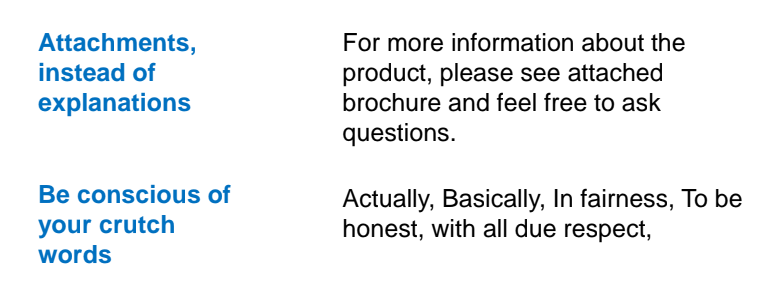 Attachments,
instead of
explanations
For more information about the
product, please see attached
brochure and feel free to ask
questions.
Be conscious of
your crutch
words
Actually, Basically, In fairness, To be
honest, with all due respect,